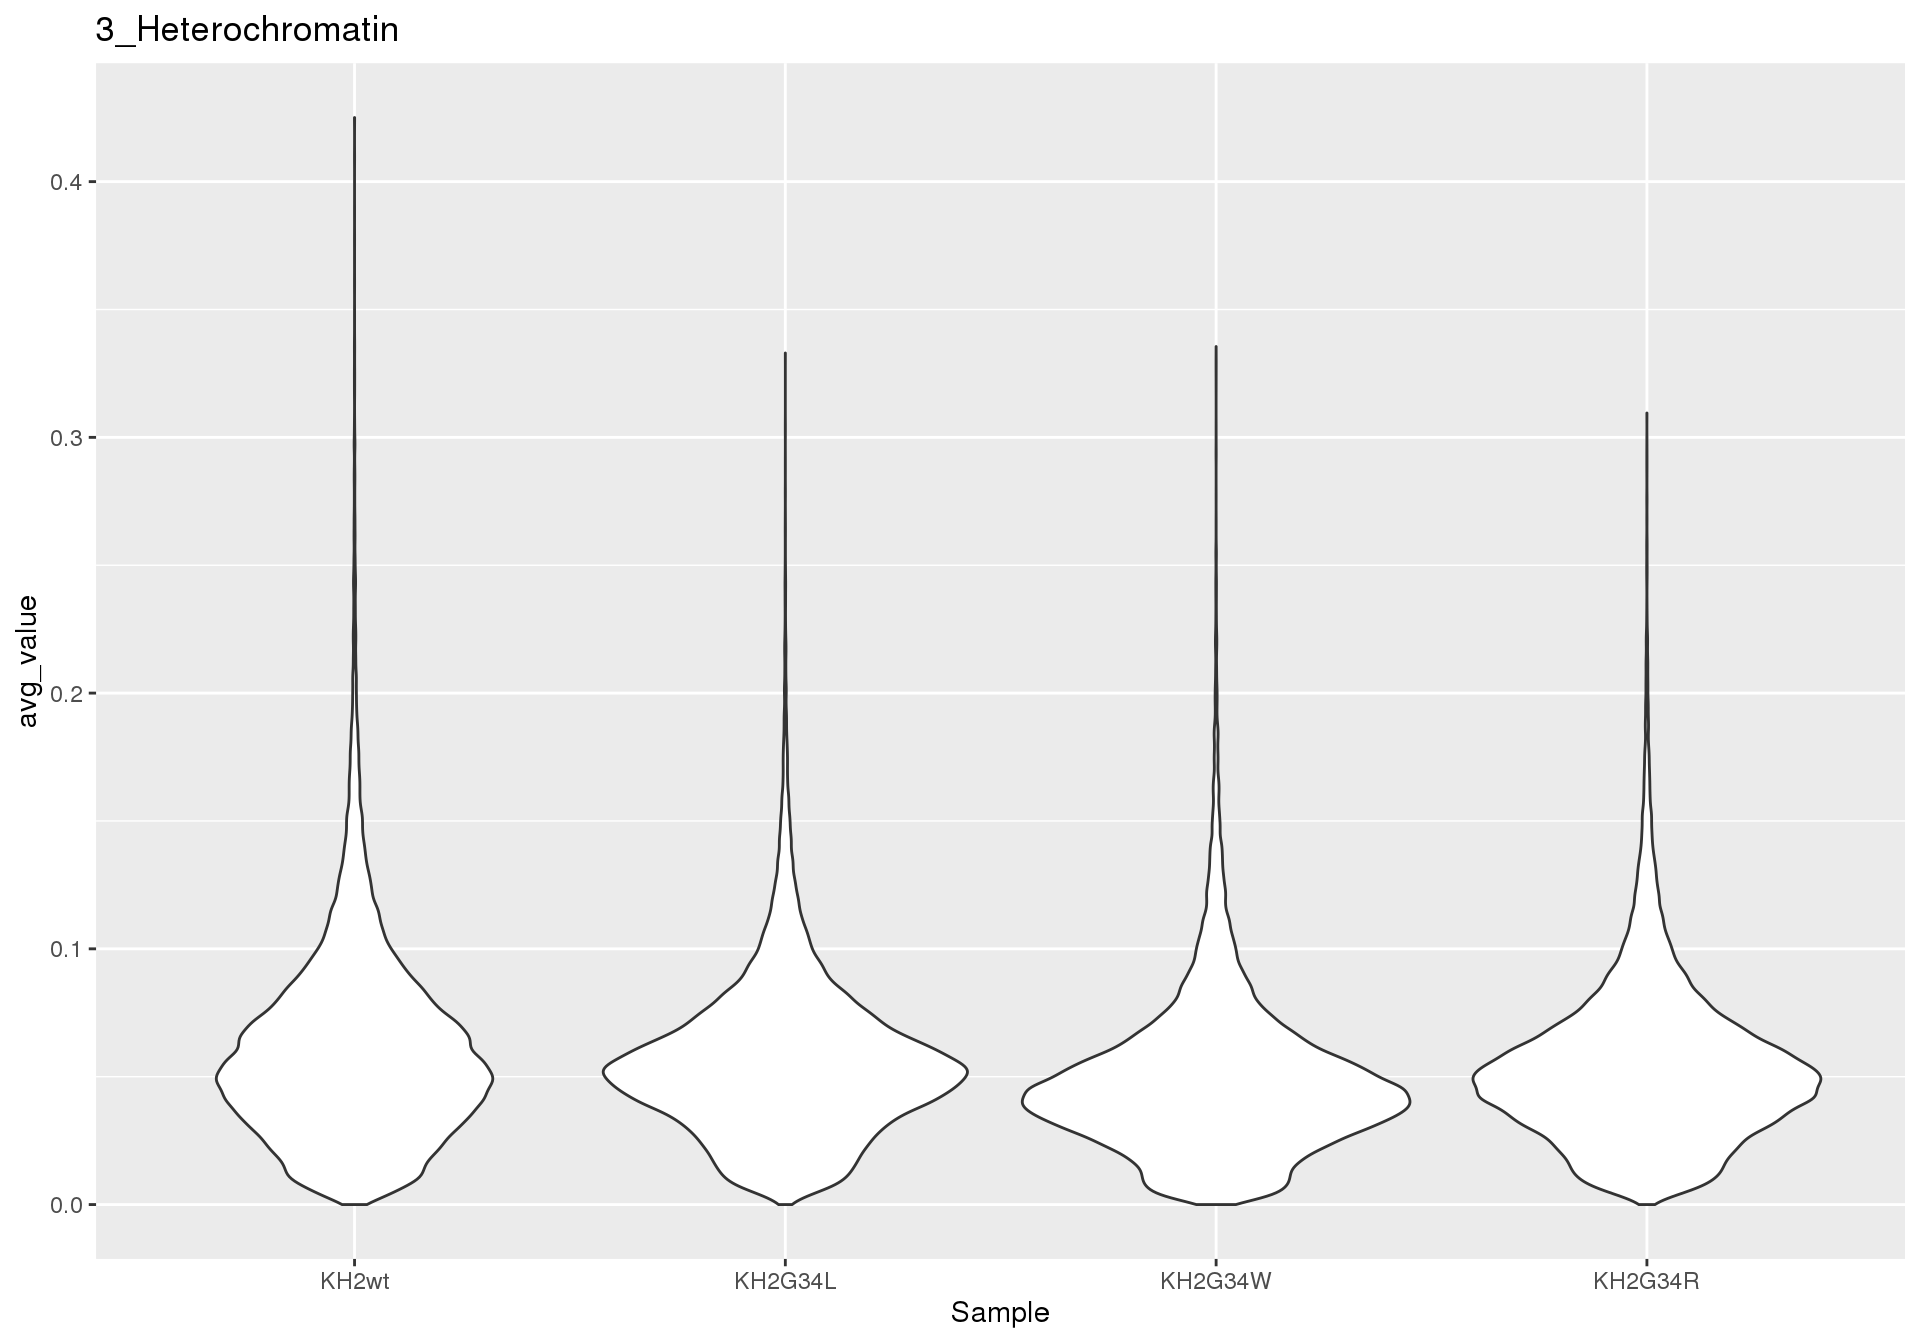 3_Heterochromatin
avg_value
0.4
0.3
0.2
0.1
0.0
KH2wt
KH2G34L
KH2G34W
KH2G34R
Sample